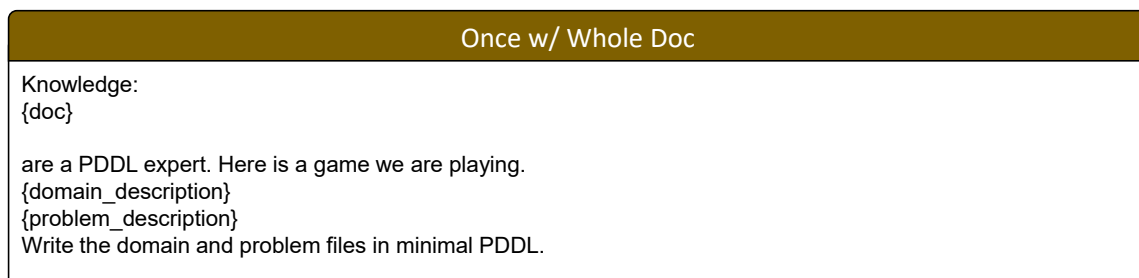 Once w/ Whole Doc
Knowledge:
{doc}
are a PDDL expert. Here is a game we are playing.
{domain_description}
{problem_description}
Write the domain and problem files in minimal PDDL.